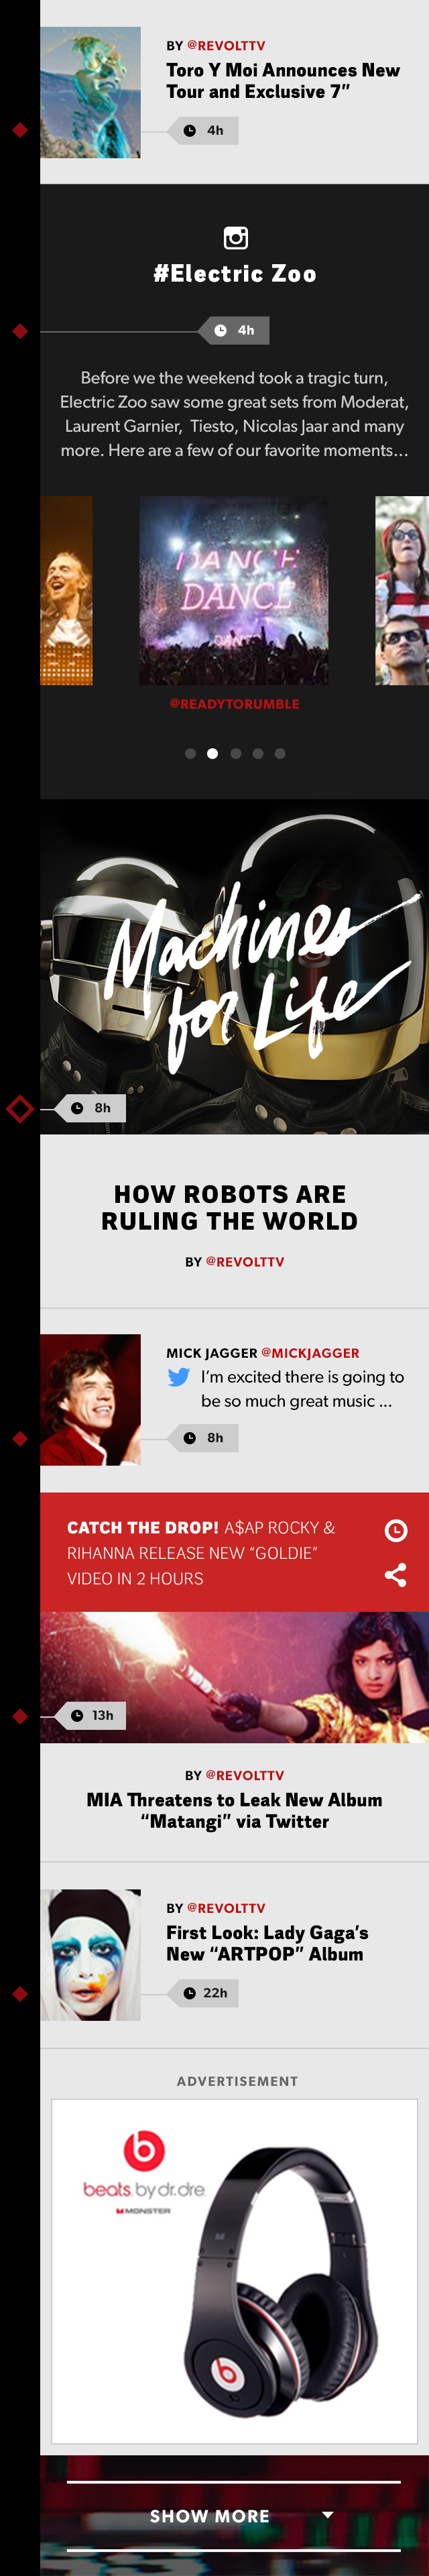 BY @REVOLTTV
Toro Y Moi Announces New
Tour and Exclusive 7”
4h
#Electric Zoo
4h
Before we the weekend took a tragic turn,
Electric Zoo saw some great sets from Moderat,
Laurent Garnier, Tiesto, Nicolas Jaar and many
more. Here are a few of our favorite moments...
DANCE
DANCE
DANCE
@READYTORUMBLE
Machines
for Life
8h
HOW ROBOTS ARE
RULING THE WORLD
BY @REVOLTTV
MICK JAGGER @MICKJAGGER
I’m excited there is going to
be so much great music ...
8h
CATCH THE DROP! A$AP ROCKY &
RIHANNA RELEASE NEW “GOLDIE”
VIDEO IN 2 HOURS
13h
BY @REVOLTTV
MIA Threatens to Leak New Album
“Matangi” via Twitter
BY @REVOLTTV
First Look: Lady Gaga’s
New “ARTPOP” Album
22h
ADVERTISEMENT
beats by dr. dre
MONSTER
SHOW MORE